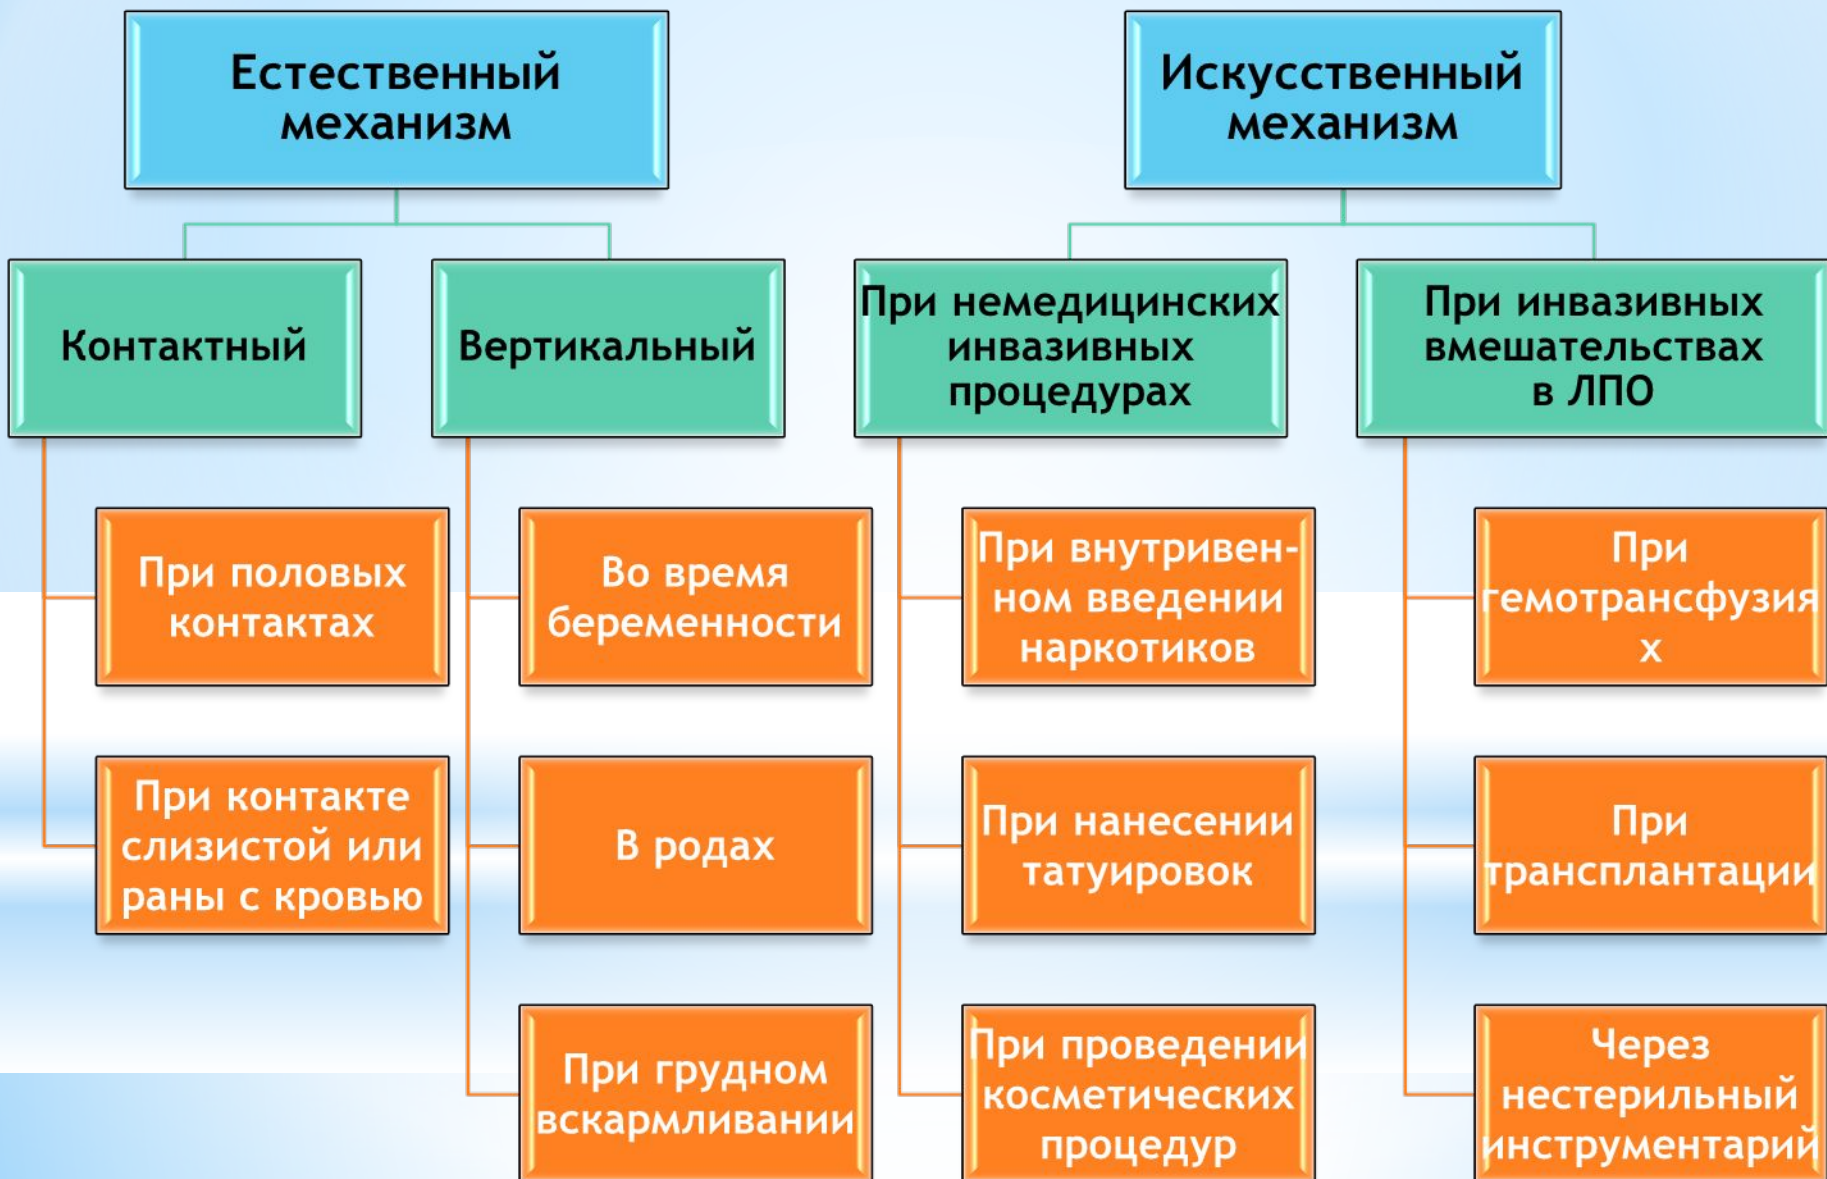 Естественный
механизм
Искусственный
механизм
Контактный
Вертикальный
При немедицинских
инвазивных
процедурах
При инвазивных
вмешательствах
в ЛПО
При половых
контактах
Во время
беременности
При внутривен-
ном введении
наркотиков
При
гемотрансфузия
х
При контакте
слизистой или
раны с кровью
В родах
При нанесении
татуировок
При
трансплантации
При грудном
вскармливании
При проведении
косметических
процедур
Через
нестерильный
инструментарий